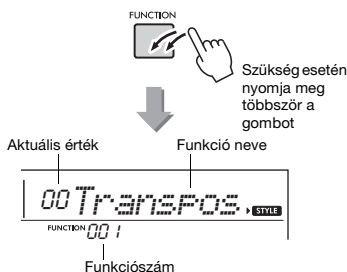 FUNCTION
Szükség esetén
nyomja meg
többször a
gombot
Aktuális érték
Funkció neve
00 Transpos. STYLE
FUNCTION 001
Funkciószám